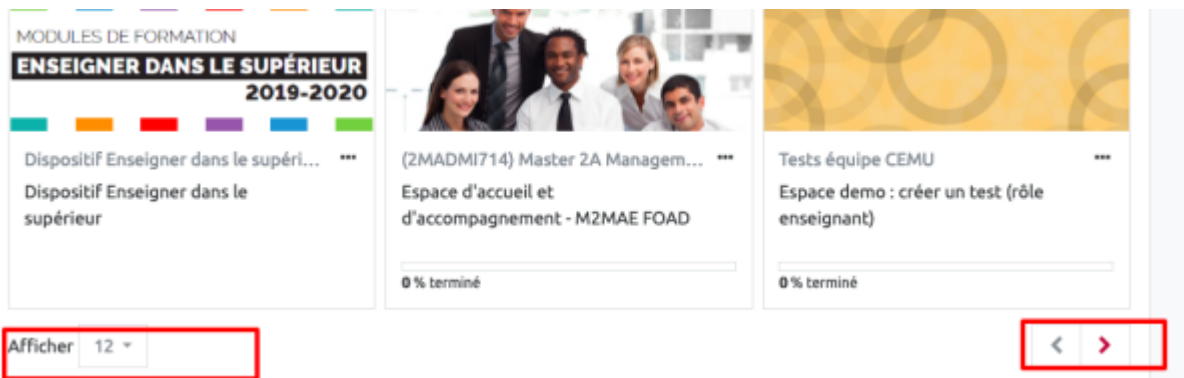 MODULES DE FORMATION
ENSEIGNER DANS LE SUPÉRIEUR
2019-2020
Dispositif Enseigner dans le supéri... ...
Dispositif Enseigner dans le
supérieur
(2MADMI714) Master 2A Managem... ...
Espace d'accueil et
d'accompagnement - M2MAE FOAD
0 % terminé
Tests équipe CEMU ...
Espace demo : créer un test (rôle
enseignant)
0 % terminé
Afficher 12